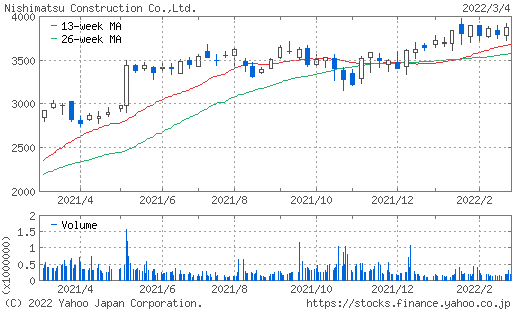 Nishimatsu Construction Co.,Ltd. 2022/3/4
4000
13-week MA
26-week MA
3500
3000
2500
2000
2021/4 2021/6 2021/8 2021/10 2021/12 2022/2
2
Volume
1.5
1
0.5
0
(x1000000)
2021/4 2021/6 2021/8 2021/10 2021/12 2022/2
(C) 2022 Yahoo Japan Corporation. https://stocks.finance.yahoo.co.jp/